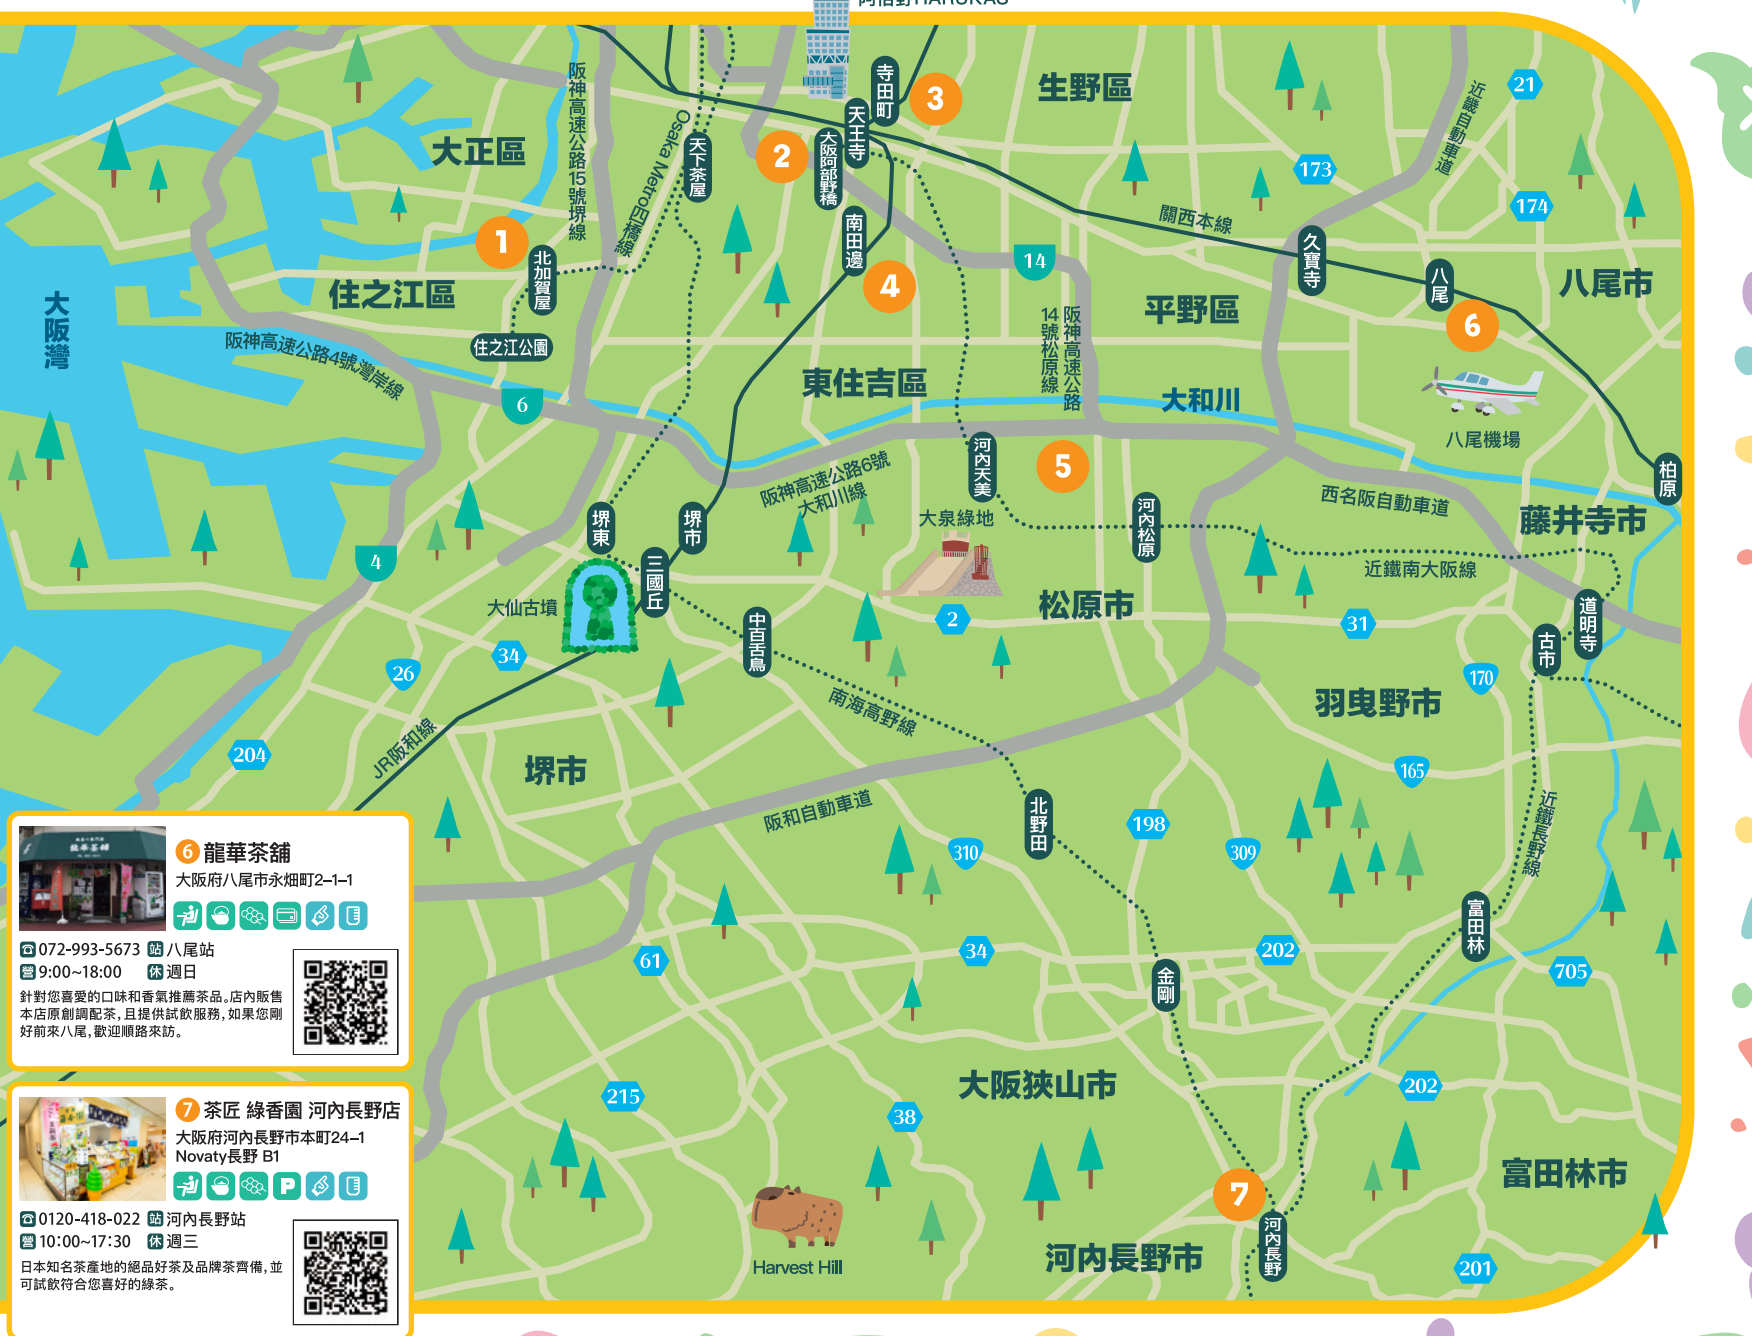 阿倍野HARUKAS
生野區
21
近畿自動車道
寺田町
3
天王寺
大阪阿部野橋
2
大正區
阪神高速公路15號堺線
Osaka Metro四橋線
天下茶屋
173
174
關西本線
南田邊
4
1
北加賀屋
住之江區
住之江公園
14
久寶寺
八尾
八尾市
6
平野區
大阪灣
阪神高速公路4號灣岸線
阪神高速公路
14號松原線
東住吉區
大和川
八尾機場
6
柏原
河內天美
5
阪神高速公路6號
大和川線
西名阪自動車道
藤井寺市
堺東
堺市
大泉綠地
河內松原
近鐵南大阪線
4
三國丘
大仙古墳
2
松原市
31
道明寺
古市
中百舌鳥
34
26
170
羽曳野市
南海高野線
204
JR阪和線
堺市
165
阪和自動車道
北野田
198
310
309
近鐵長野線
富田林
61
34
202
705
金剛
215
38
大阪狹山市
202
富田林市
7
河內長野
河內長野市
Harvest Hill
201
6 龍華茶舖
大阪府八尾市永畑町2-1-1
072-993-5673 站 八尾站
營 9:00~18:00 休 週日
針對您喜愛的口味和香氣推薦茶品。店內販售
本店原創調配茶，且提供試飲服務，如果您剛
好前來八尾，歡迎順路來訪。
7 茶匠 綠香園 河內長野店
大阪府河內長野市本町24-1
Novaty長野 B1
P
0120-418-022 站 河內長野站
營 10:00~17:30 休 週三
日本知名茶產地的絕品好茶及品牌茶齊備，並
可試飲符合您喜好的綠茶。